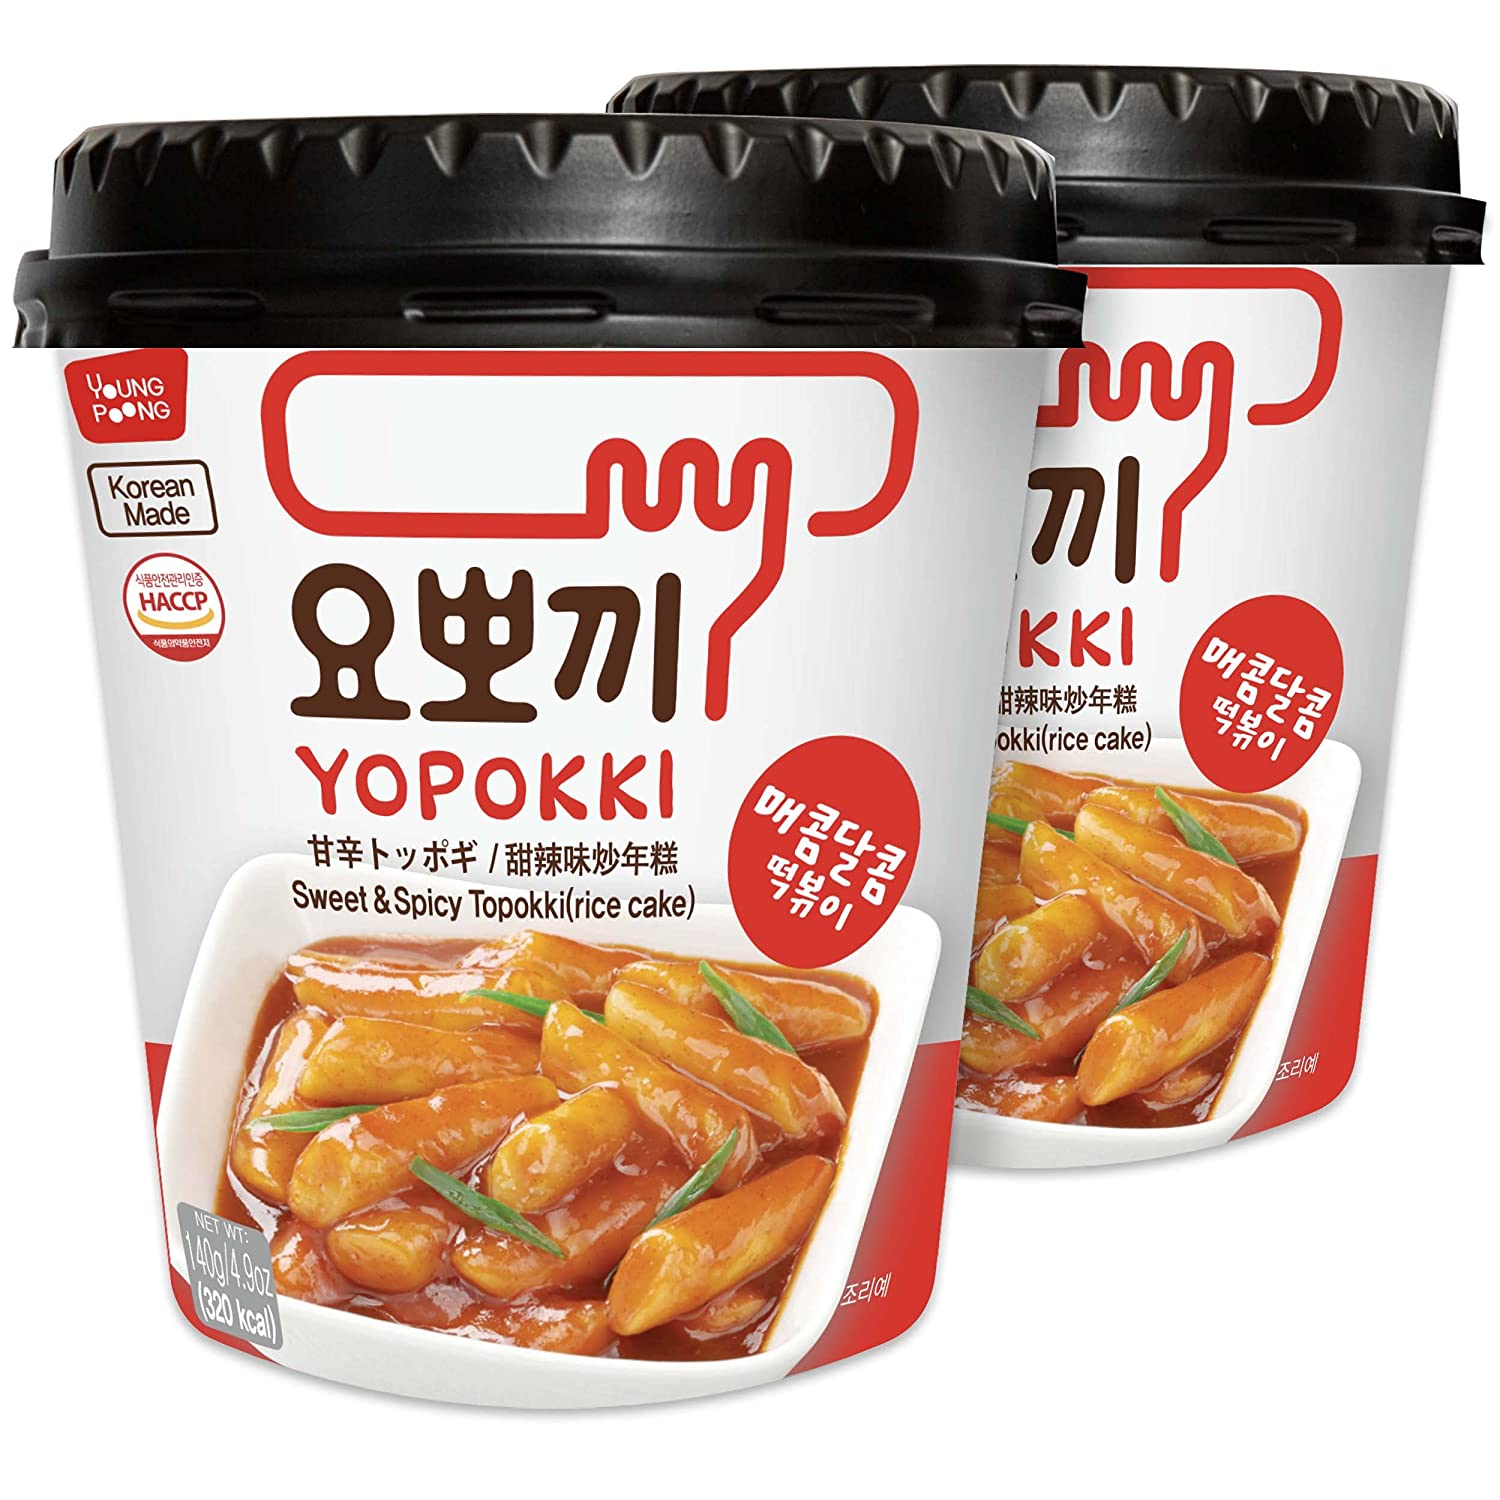 YOUNG
POONG
Korean
Made
식품안전관리인증
HACCP
식품의약품안전처
요뽀끼
YOPOKKI
甘辛トッポギ / 甜辣味炒年糕
Sweet & Spicy Topokki(rice cake)
매콤달콤
떡볶이
NET WT:
140g/4.9oz
(320 kcal)
조리예
끼
KKI
甜辣味炒年糕
okki(rice cake)
매콤달콤
떡볶이
조리예